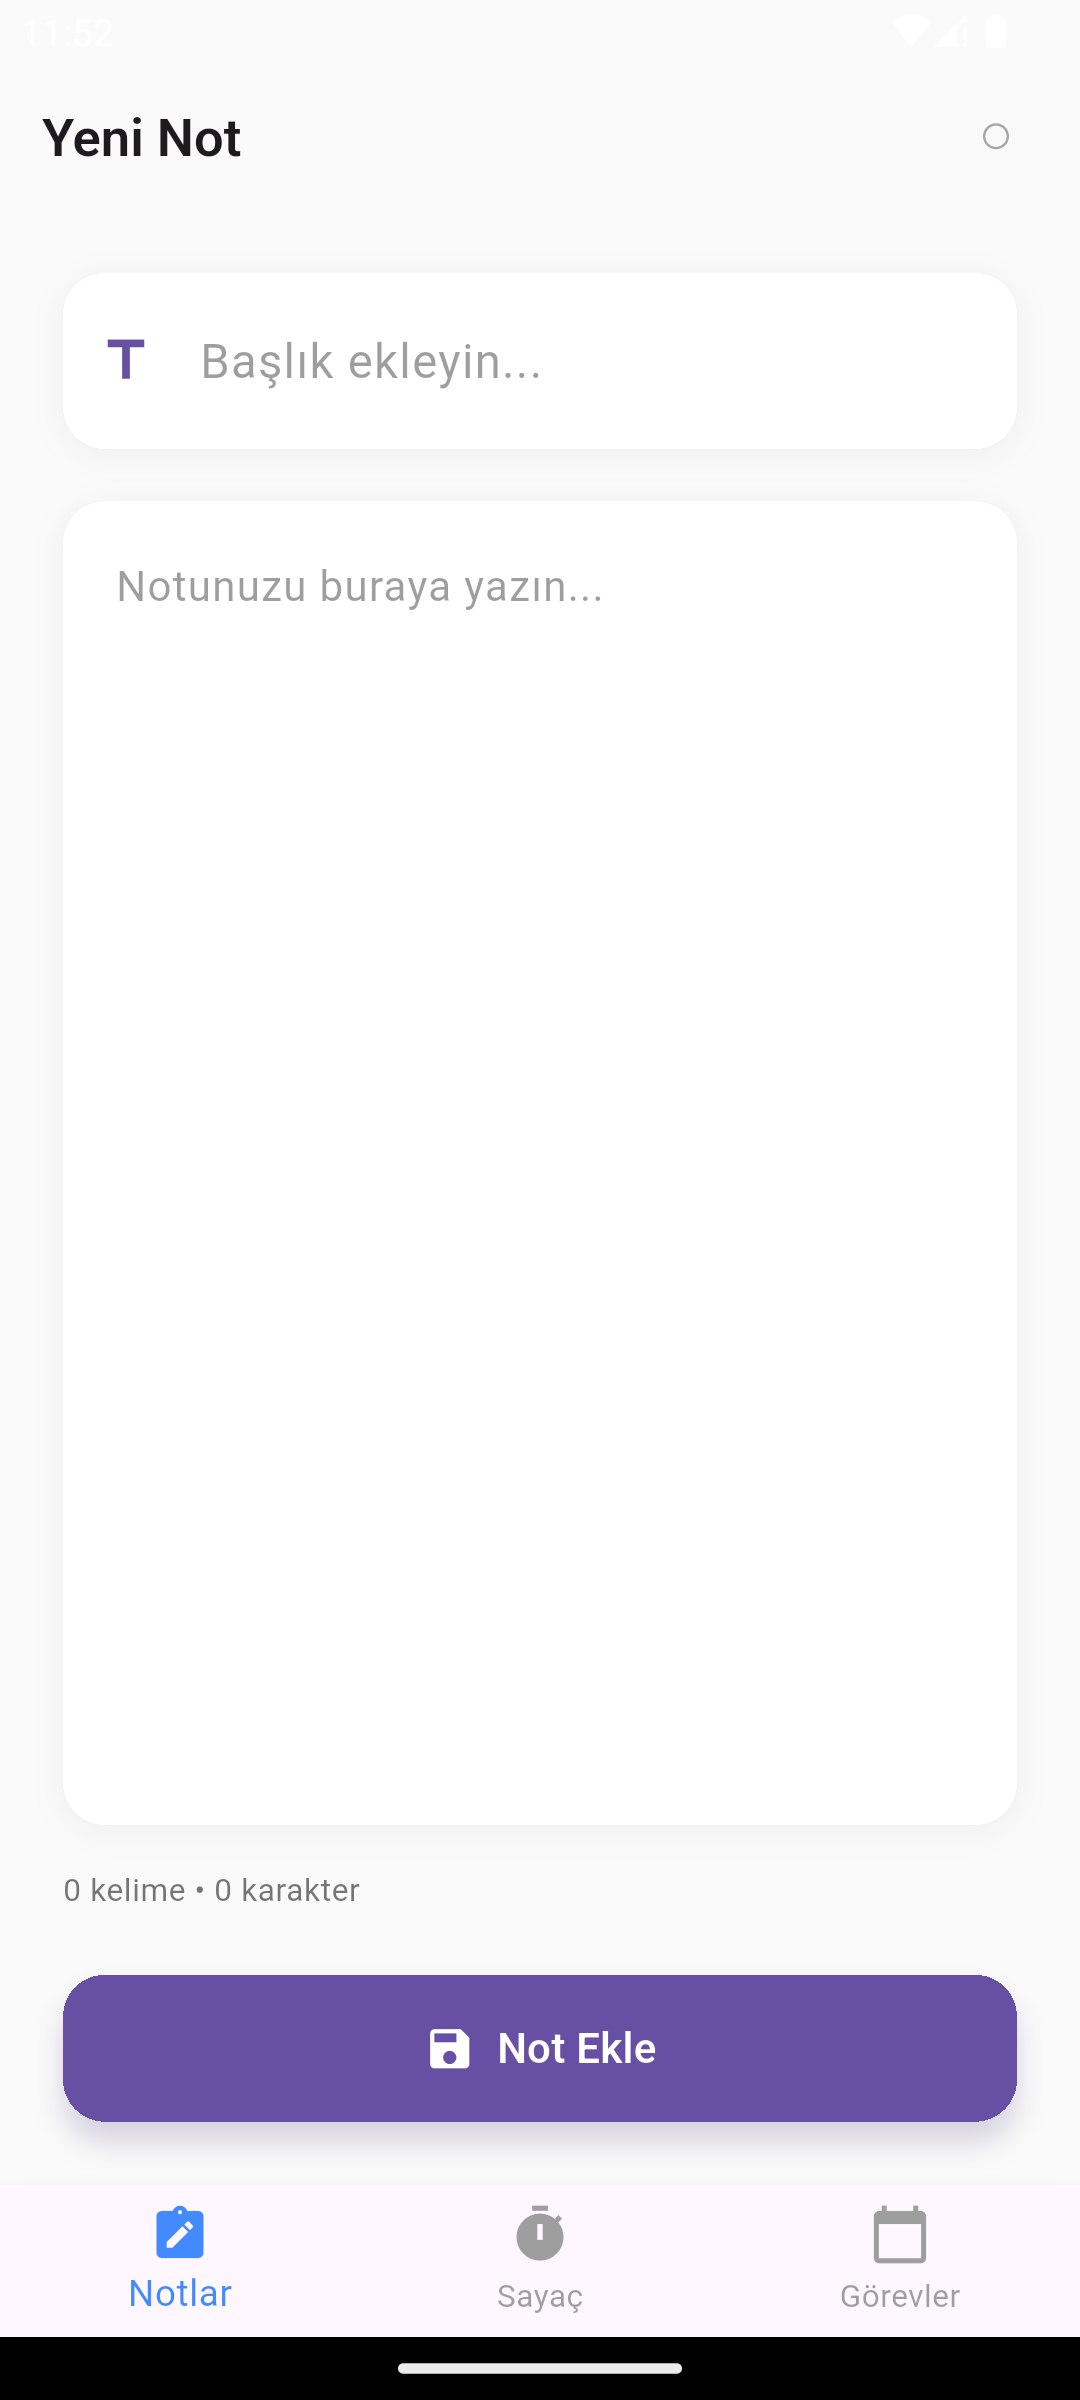 11:52
Yeni Not
Başlık ekleyin...
Notunuzu buraya yazın...
0 kelime • 0 karakter
Not Ekle
Notlar
Sayaç
Görevler